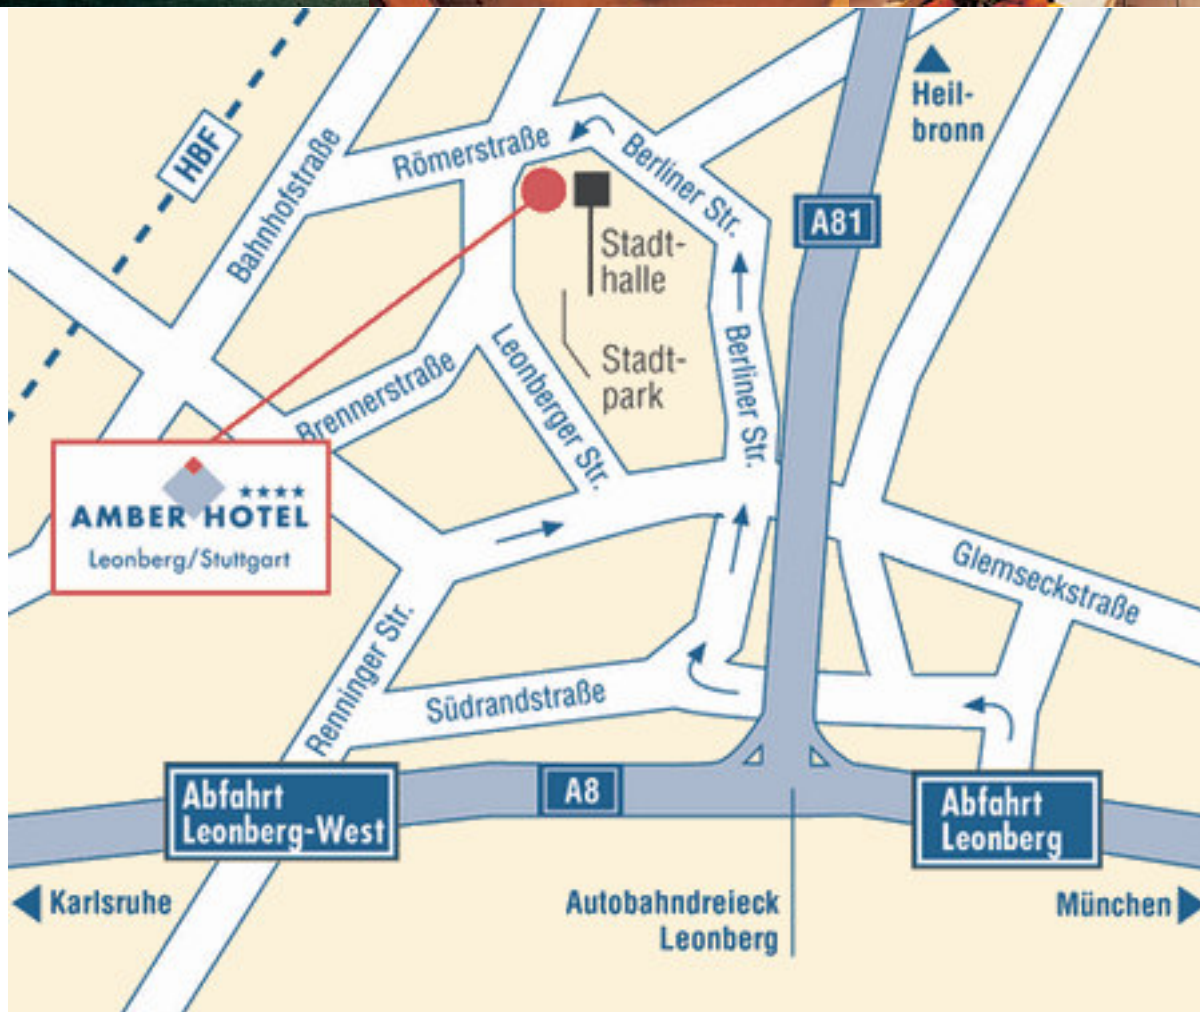 Heil-
bronn
HBF
Bahnhofstraße
Römerstraße
Berliner Str.
A81
Stadt-
halle
Stadt-
park
Berliner Str.
Leonberger Str.
Brennerstraße
★★★★
AMBER HOTEL
Leonberg/Stuttgart
Glemseckstraße
Renninger Str.
Südrandstraße
Abfahrt
Leonberg-West
A8
Abfahrt
Leonberg
Karlsruhe
Autobahndreieck
Leonberg
München